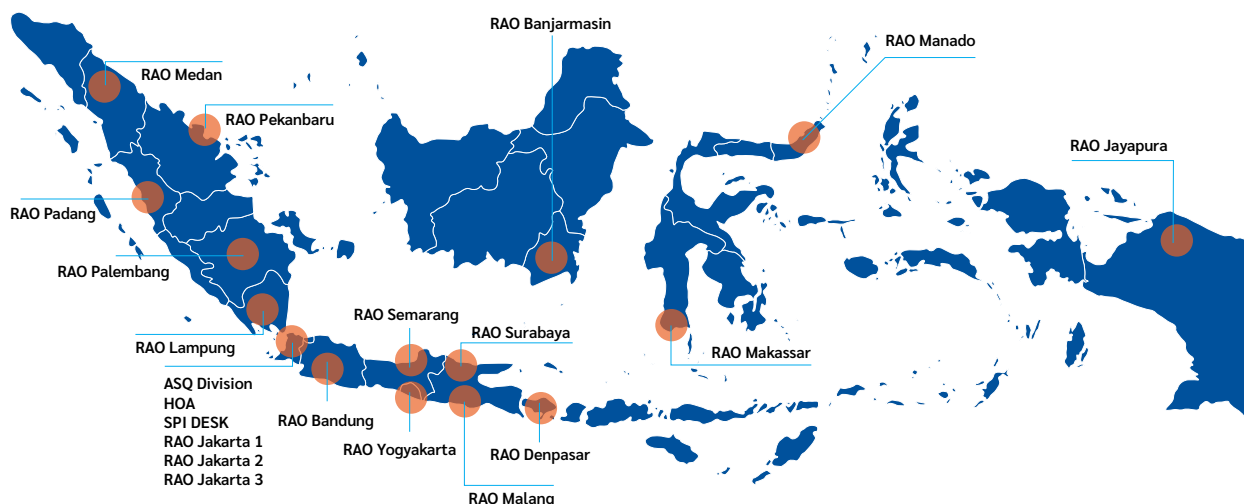 RAO Banjarmasin
RAO Manado
RAO Medan
RAO Pekanbaru
RAO Jayapura
RAO Padang
RAO Palembang
RAO Semarang
RAO Surabaya
RAO Lampung
RAO Makassar
ASQ Division
HOA
SPI DESK
RAO Jakarta 1
RAO Jakarta 2
RAO Jakarta 3
RAO Bandung
RAO Yogyakarta
RAO Denpasar
RAO Malang